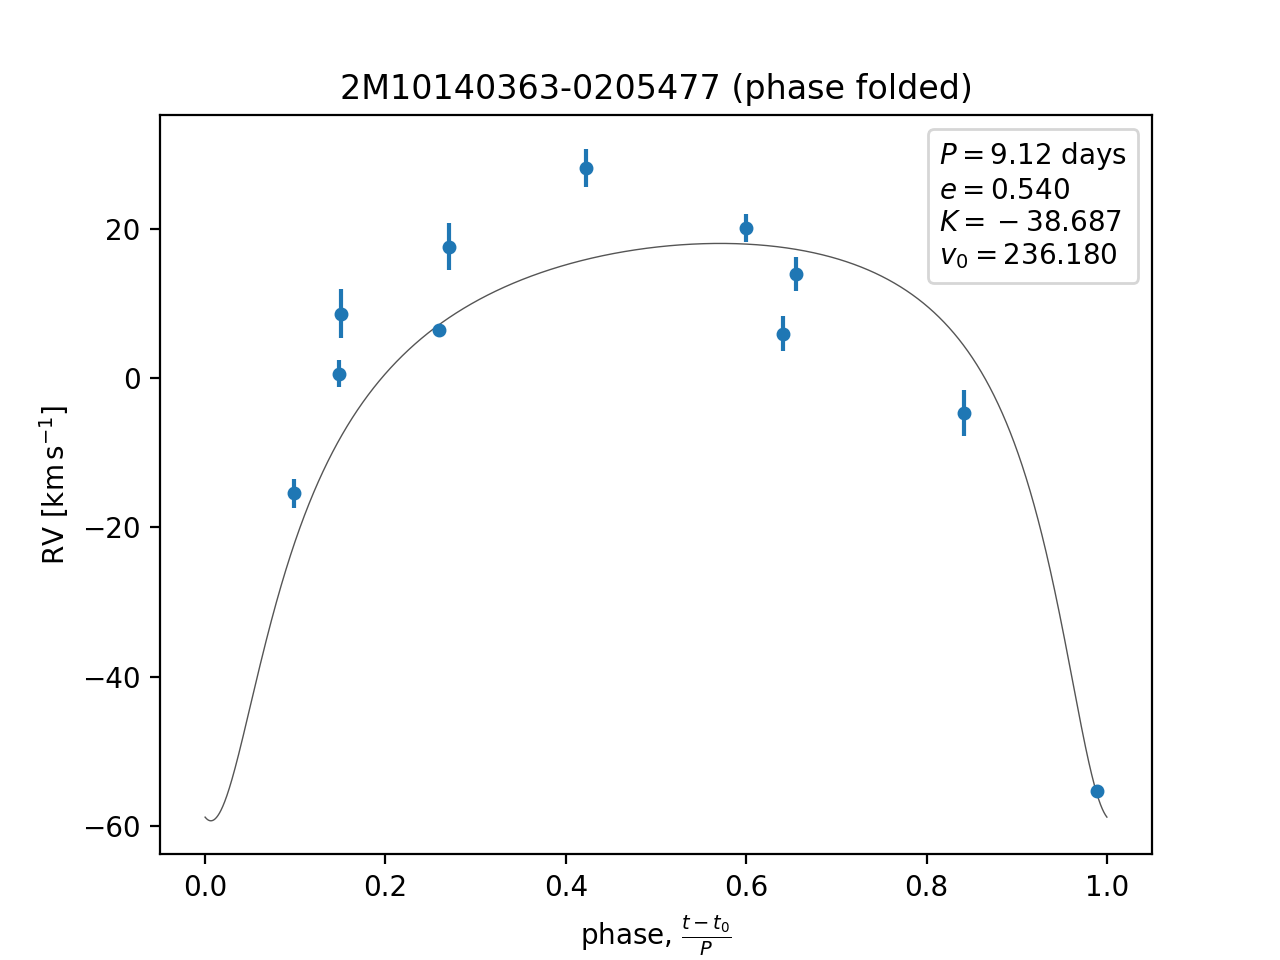 2M10140363-0205477 (phase folded)
P = 9.12 days
e = 0.540
K = −38.687
v₀ = 236.180
RV [km s⁻¹]
20
0
−20
−40
−60
0.0 0.2 0.4 0.6 0.8 1.0
phase, (t − t₀)/P